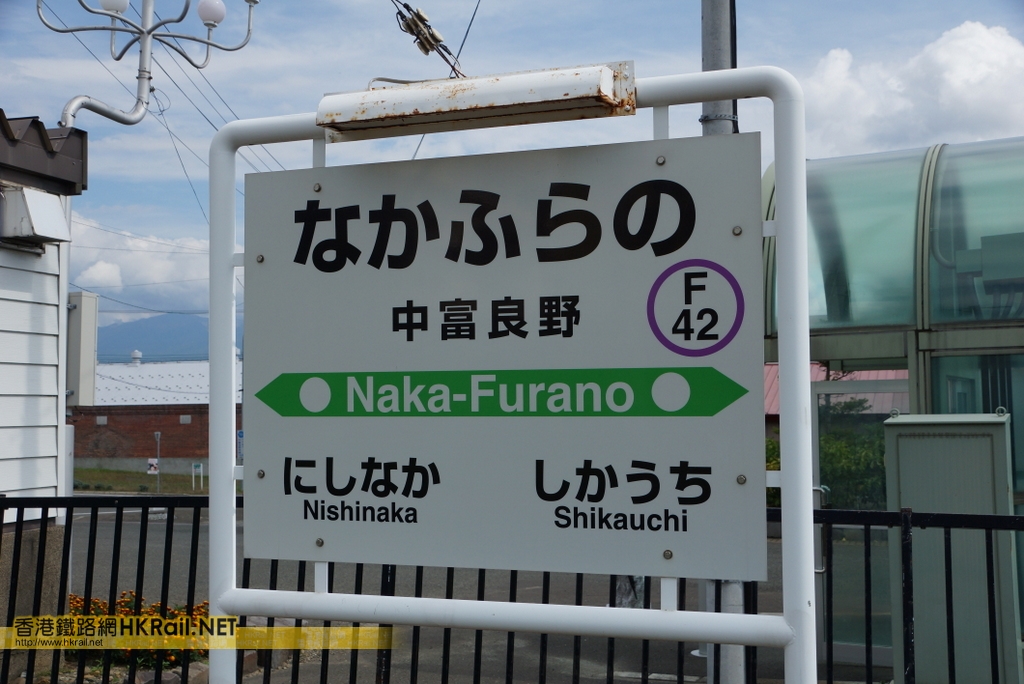 なかふらの
中富良野
F
42
Naka-Furano
にしなか
Nishinaka
しかうち
Shikauchi
香港鐵路網HKRail.NET
http://www.hkrail.net